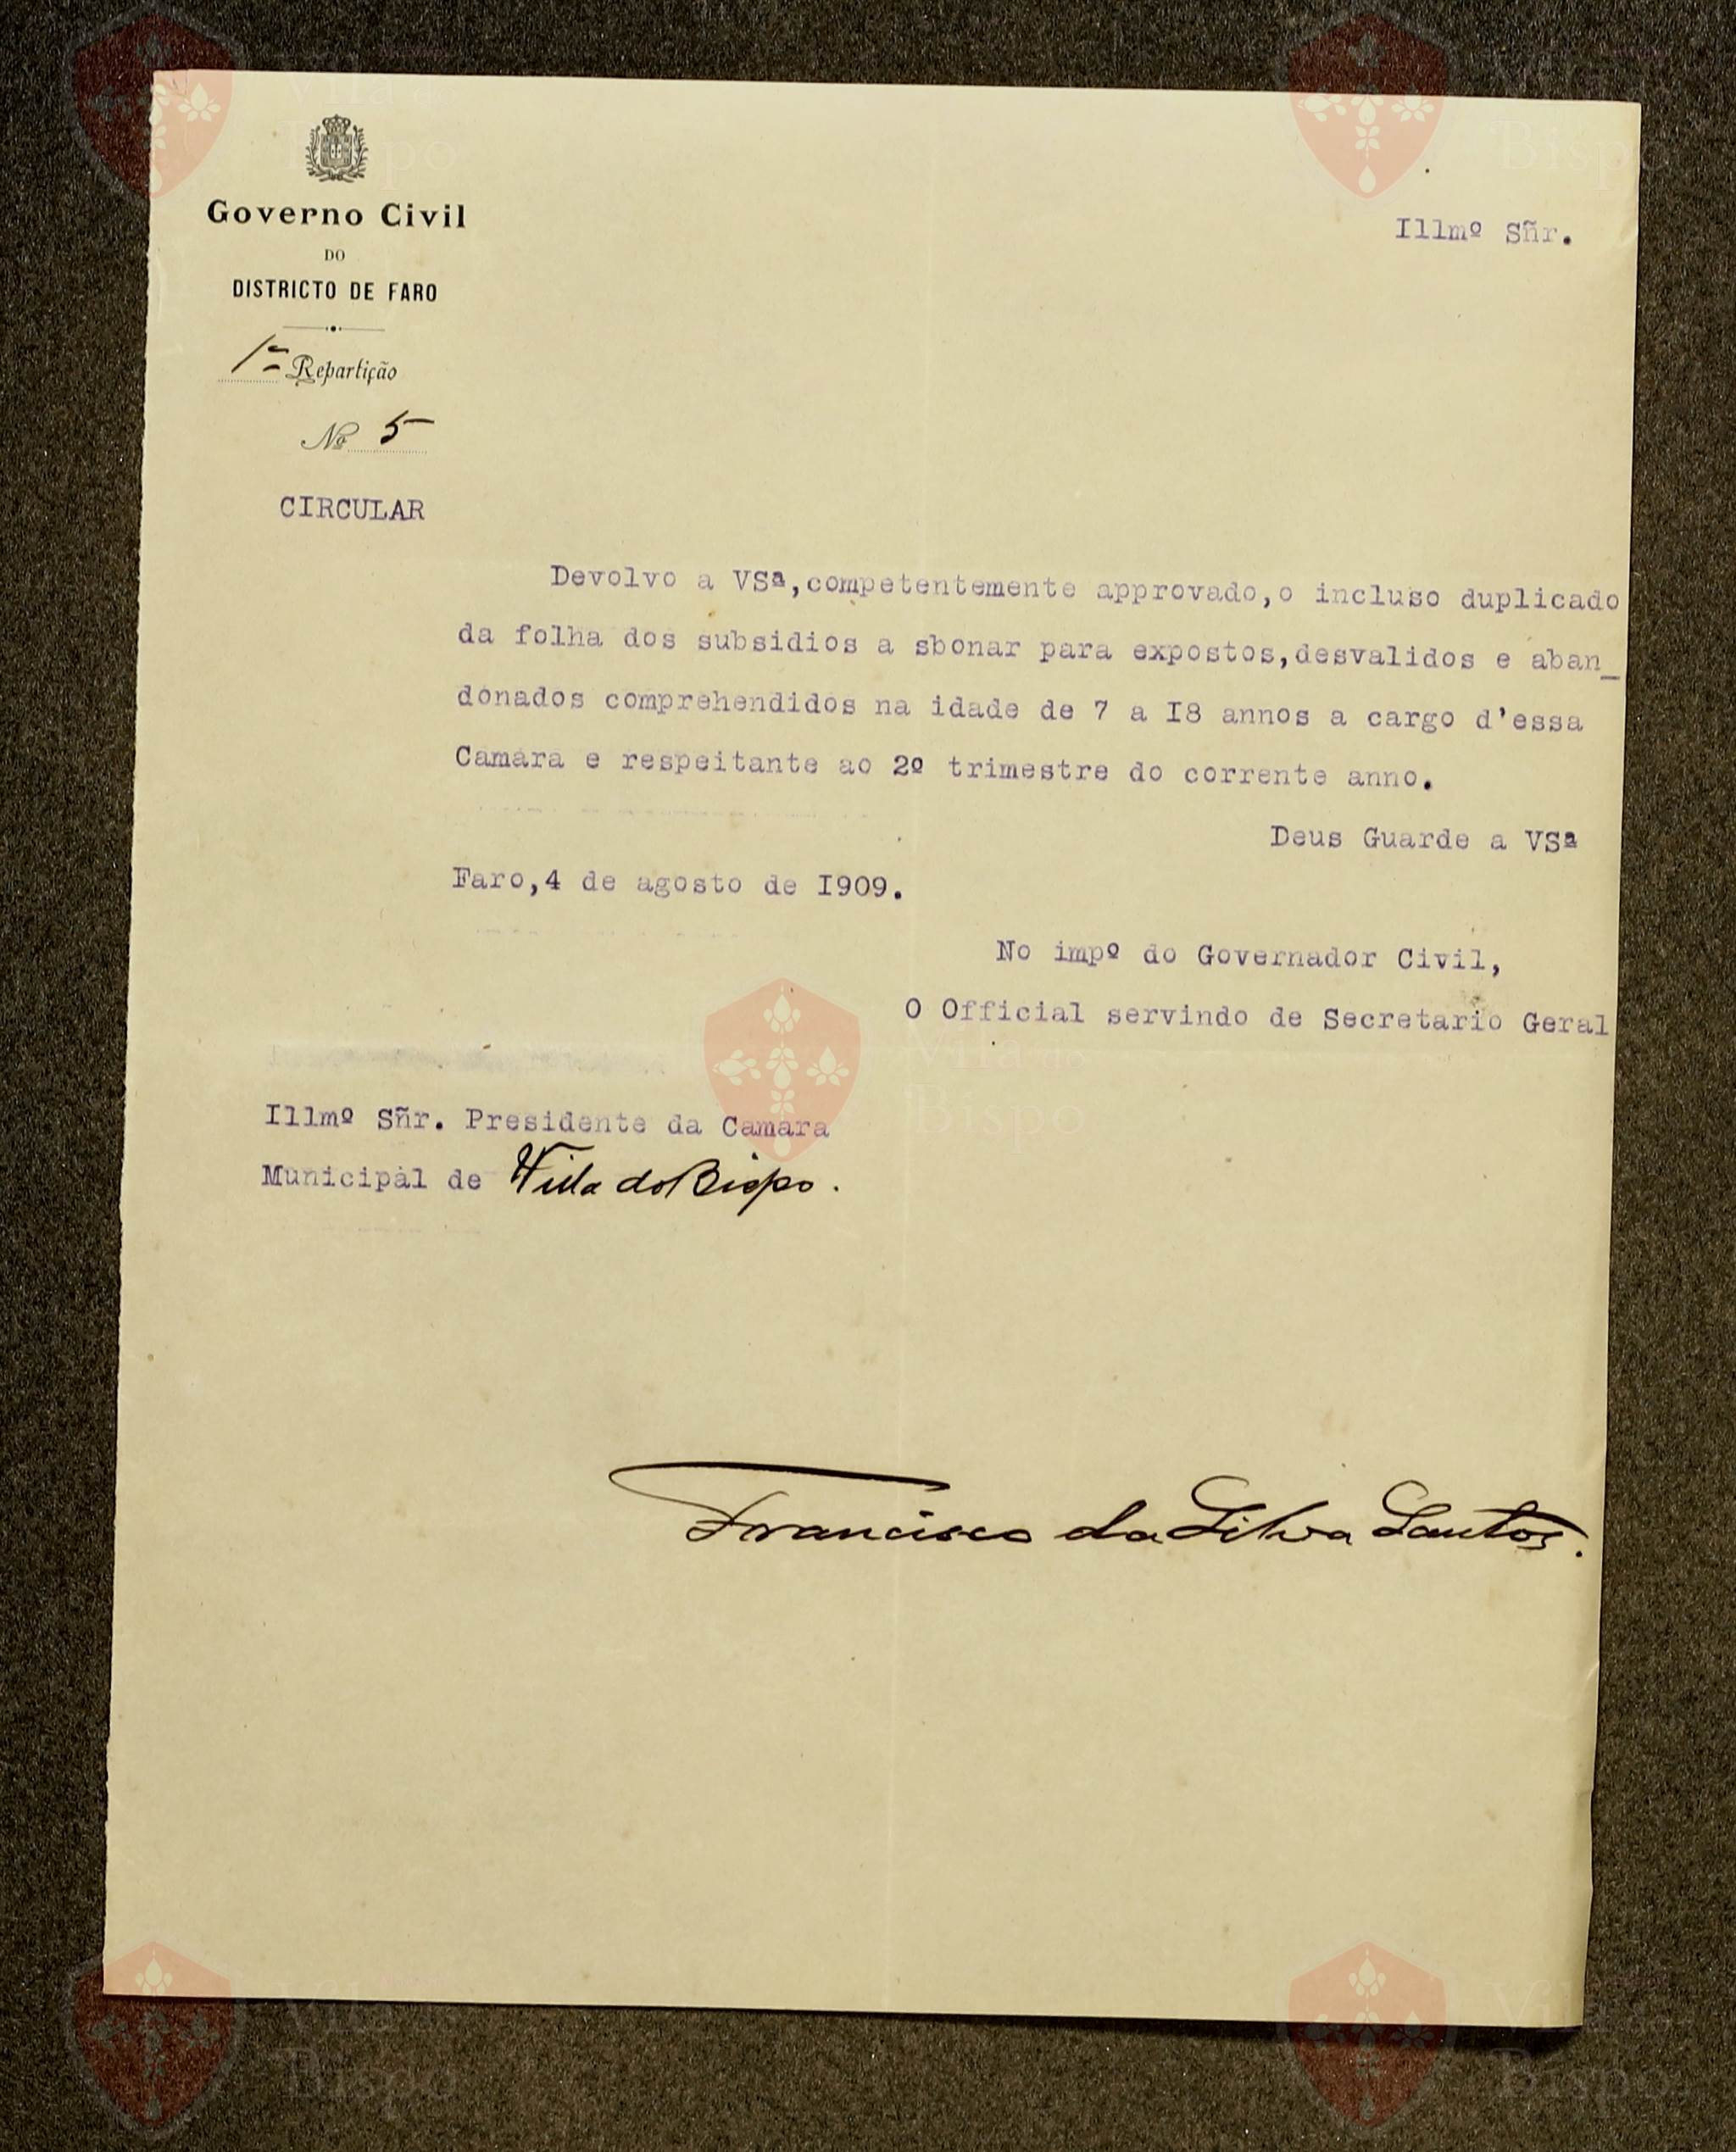 Governo Civil
DO
DISTRICTO DE FARO
1ª Repartição
Nº 5
CIRCULAR
Illmº Sñr.
Devolvo a VSª,competentemente approvado,o incluso duplicado
da folha dos subsidios a sbonar para expostos,desvalidos e aban_
donados comprehendidos na idade de 7 a I8 annos a cargo d'essa
Camara e respeitante ao 2º trimestre do corrente anno.
Deus Guarde a VSª
Faro,4 de agosto de I909.
No impº do Governador Civil,
O Official servindo de Secretario Geral
Illmº Sñr. Presidente da Camara
Municipal de Villa do Bispo.
Francisco da Silva Santos.
Vila do
Bispo